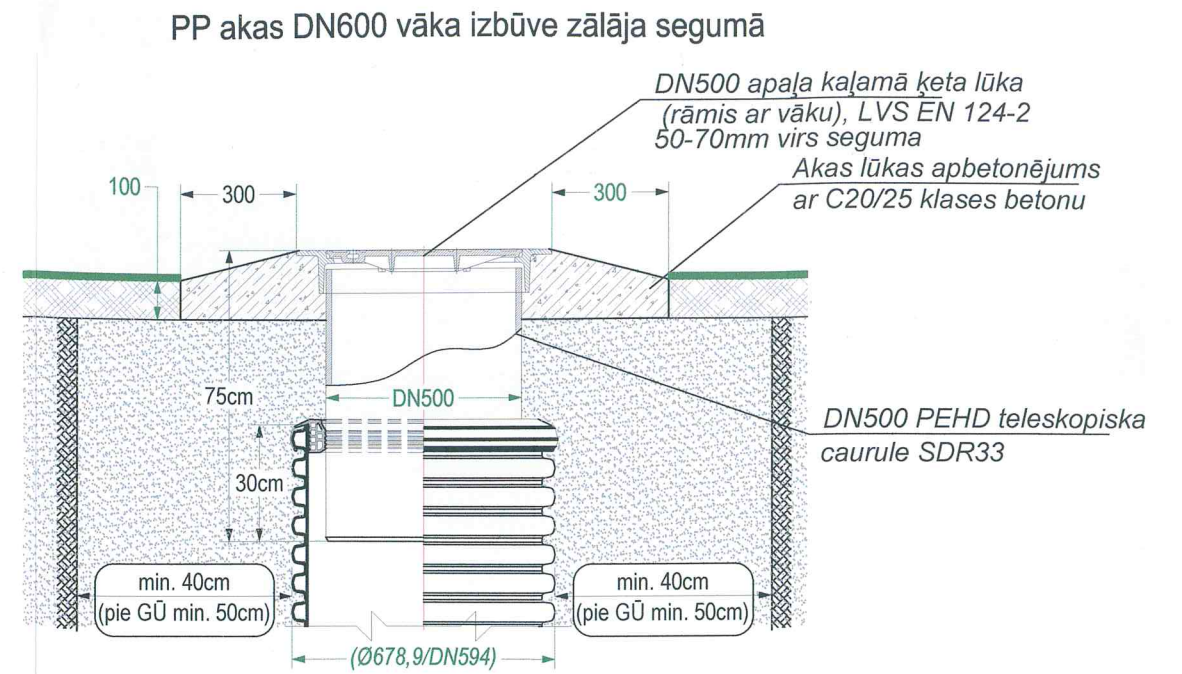 PP akas DN600 vāka izbūve zālāja segumā
DN500 apaļa kaļamā ķeta lūka
(rāmis ar vāku), LVS EN 124-2
50-70mm virs seguma
Akas lūkas apbetonējums
ar C20/25 klases betonu
100
300
300
75cm
DN500
DN500 PEHD teleskopiska
caurule SDR33
30cm
min. 40cm
(pie GŪ min. 50cm)
min. 40cm
(pie GŪ min. 50cm)
(Ø678,9/DN594)